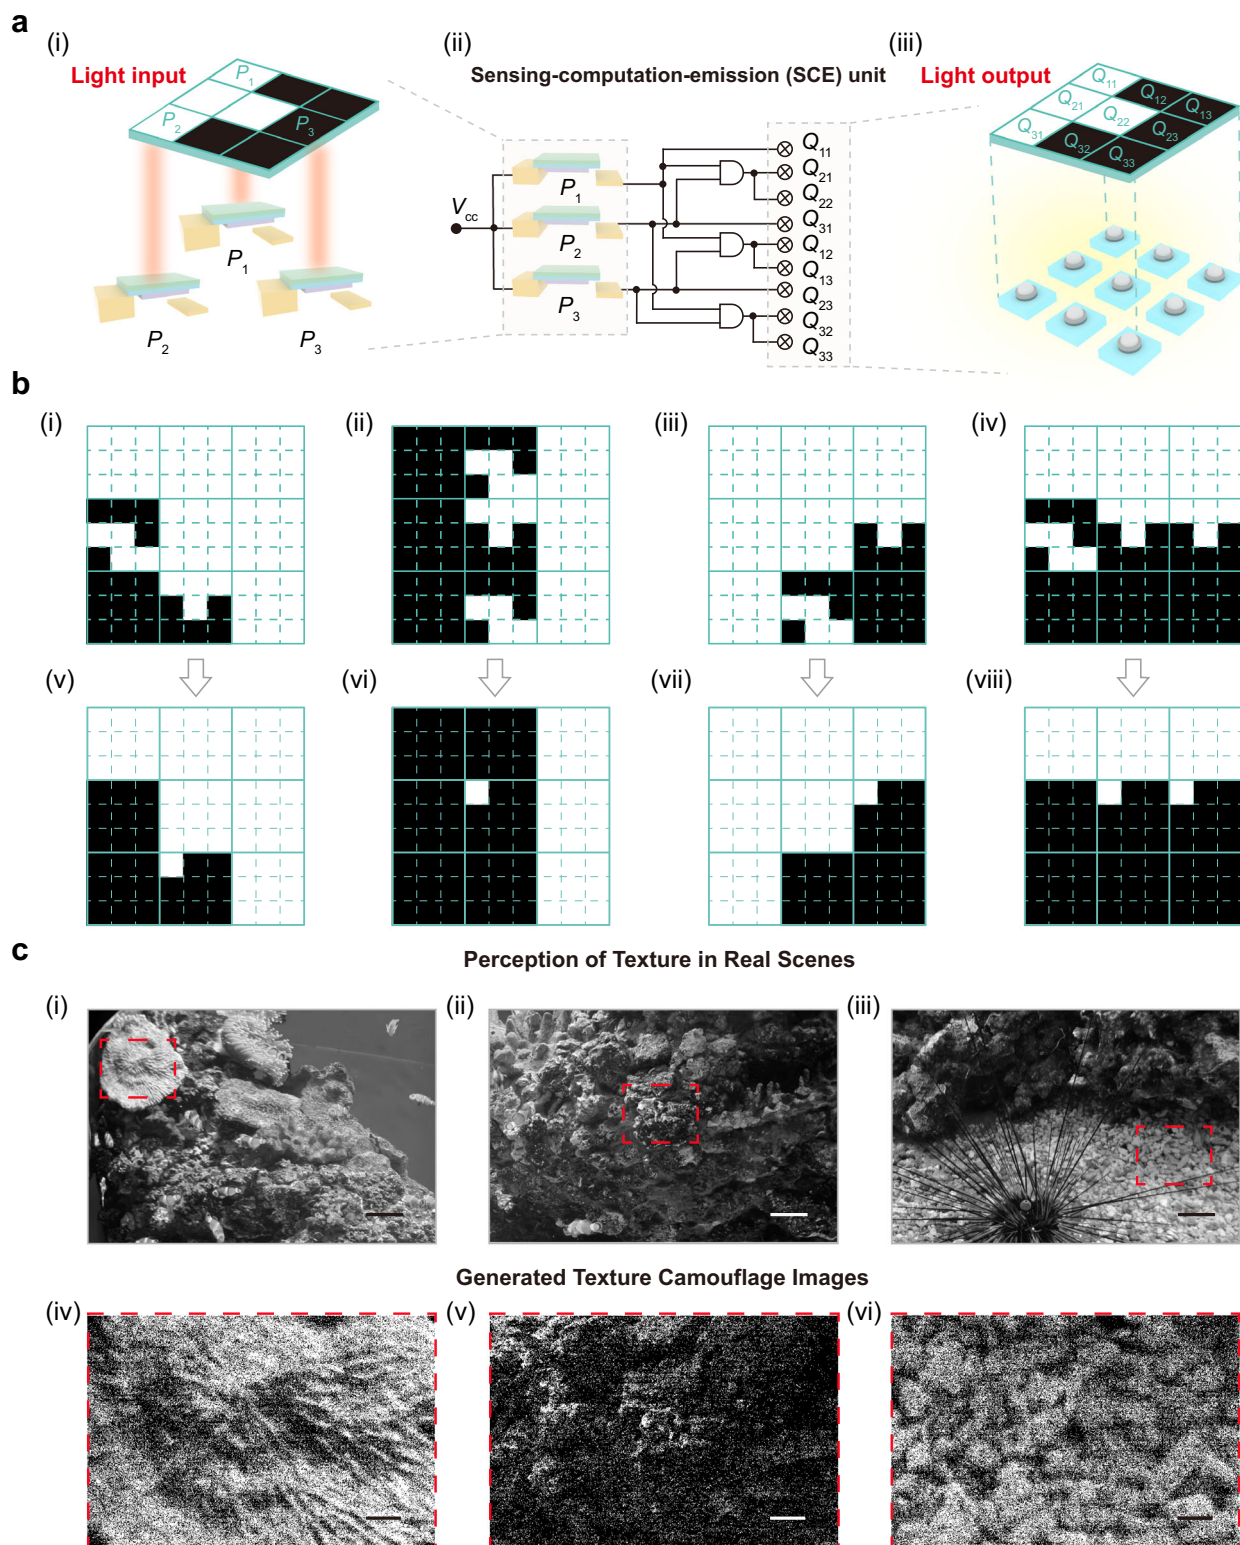 a
(i)
(ii)
(iii)
Light input
Sensing-computation-emission (SCE) unit
Light output
P1
P2
P3
P1
P2
P3
Vcc
P1
P2
P3
Q11
Q21
Q22
Q31
Q12
Q13
Q23
Q32
Q33
Q11
Q12
Q13
Q21
Q22
Q23
Q31
Q32
Q33
b
(i)
(ii)
(iii)
(iv)
(v)
(vi)
(vii)
(viii)
c
Perception of Texture in Real Scenes
(i)
(ii)
(iii)
Generated Texture Camouflage Images
(iv)
(v)
(vi)